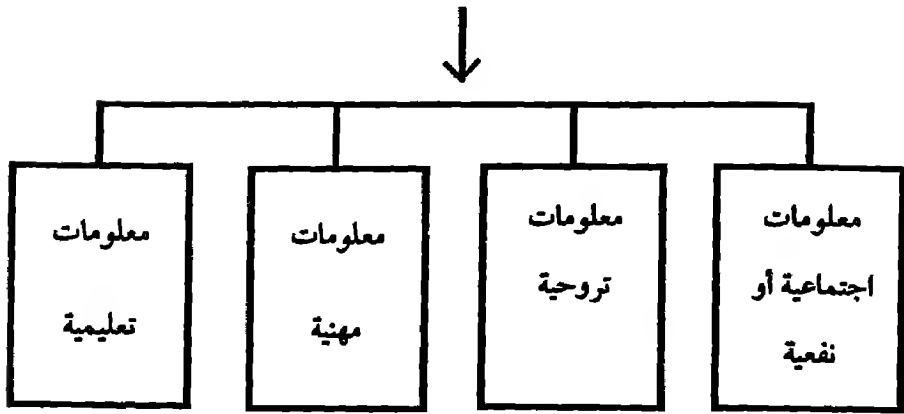 معلومات
اجتماعية أو
نفعية
معلومات
تروحية
معلومات
مهنية
معلومات
تعليمية